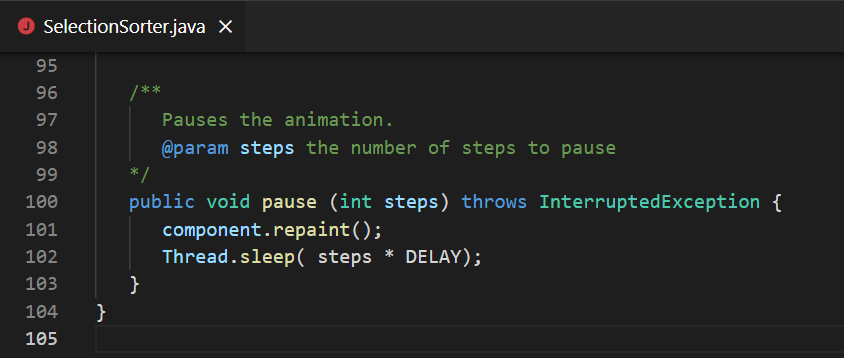 J SelectionSorter.java ×
95
96 /**
97 Pauses the animation.
98 @param steps the number of steps to pause
99 */
100 public void pause (int steps) throws InterruptedException {
101 component.repaint();
102 Thread.sleep( steps * DELAY);
103 }
104 }
105